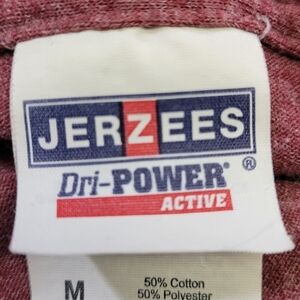 JERZEES
®
Dri-POWER®
ACTIVE
M
50% Cotton
50% Polyester